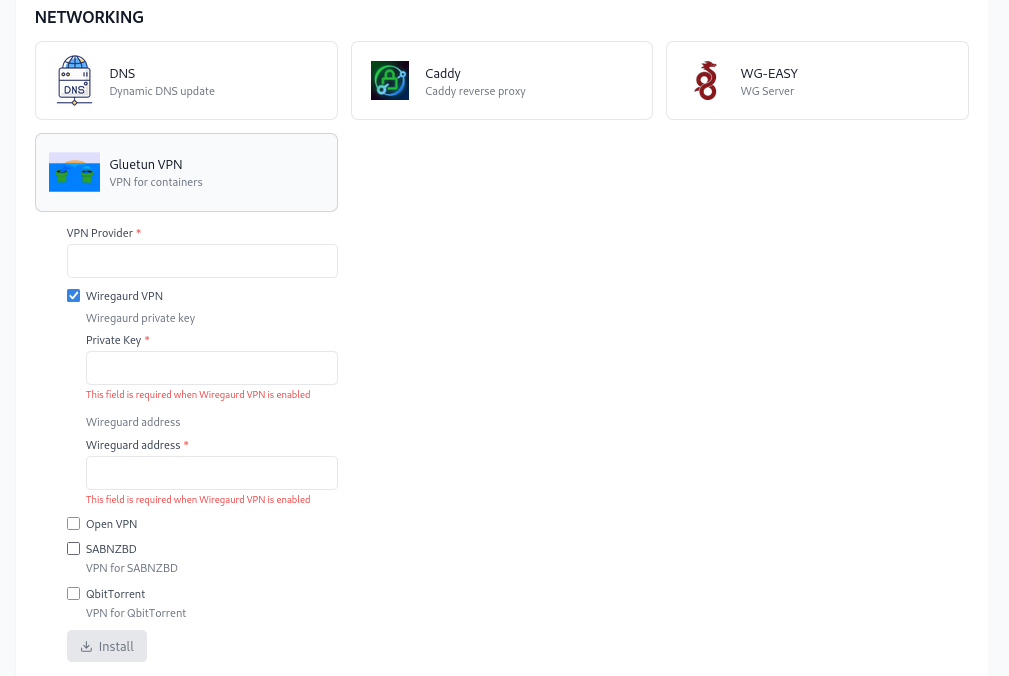 NETWORKING
DNS
DNS
Dynamic DNS update
Caddy
Caddy reverse proxy
WG-EASY
WG Server
Gluetun VPN
VPN for containers
VPN Provider *
Wiregaurd VPN
Wiregaurd private key
Private Key *
This field is required when Wiregaurd VPN is enabled
Wireguard address
Wireguard address *
This field is required when Wiregaurd VPN is enabled
Open VPN
SABNZBD
VPN for SABNZBD
QbitTorrent
VPN for QbitTorrent
Install